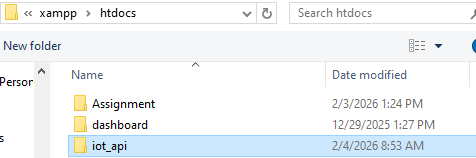 xampp > htdocs
Search htdocs
New folder
Person
Name
Date modified
Assignment
2/3/2026 1:24 PM
dashboard
12/29/2025 1:27 PM
iot_api
2/4/2026 8:53 AM